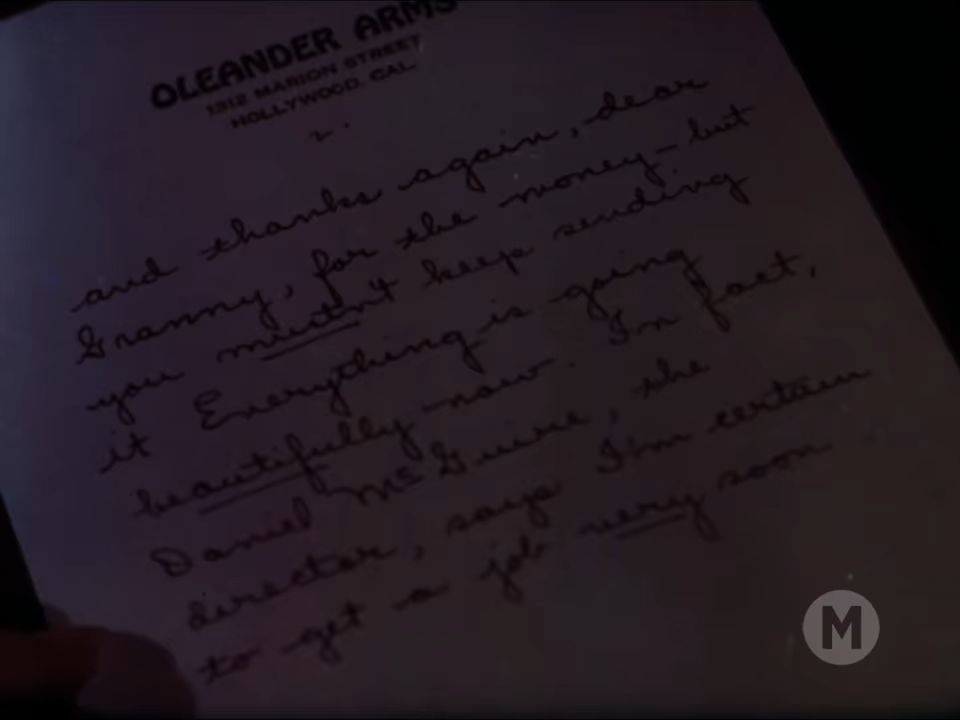 OLEANDER ARMS
1312 MARION STREET
HOLLYWOOD, CAL.
2.
and thanks again, dear
Granny, for the money - but
you mustn't keep sending
it Everything is going
beautifully now. In fact,
Daniel McGuire, the
director, says I'm certain
to get a job very soon
M